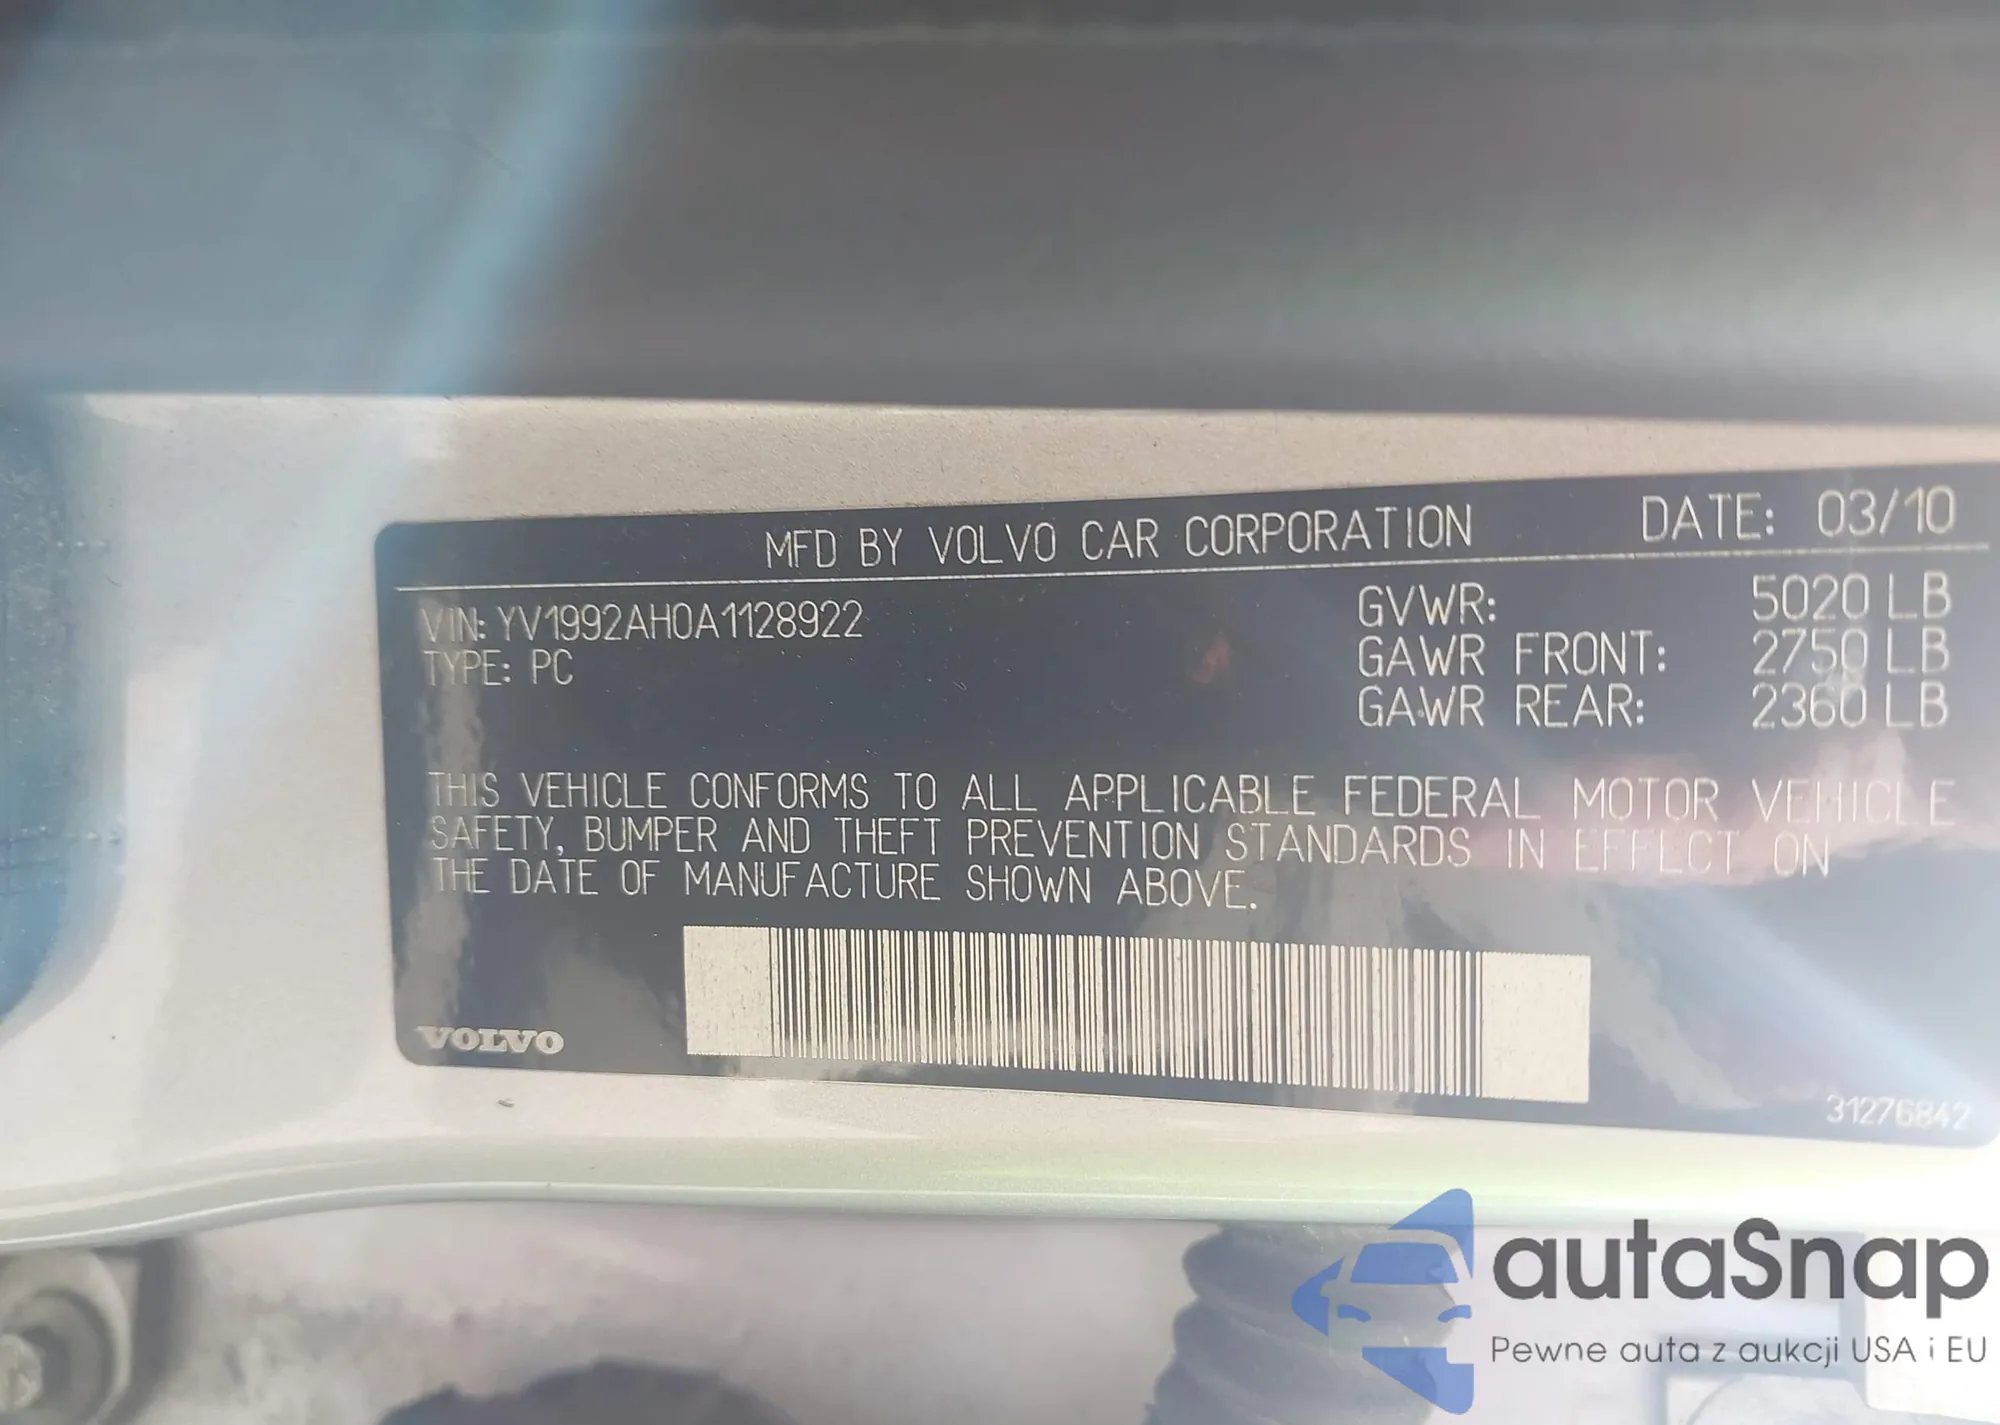 MFD BY VOLVO CAR CORPORATION DATE: 03/10
VIN: YV1992AH0A1128922 GVWR: 5020 LB
TYPE: PC GAWR FRONT: 2750 LB
GAWR REAR: 2360 LB
THIS VEHICLE CONFORMS TO ALL APPLICABLE FEDERAL MOTOR VEHICLE
SAFETY, BUMPER AND THEFT PREVENTION STANDARDS IN EFFECT ON
THE DATE OF MANUFACTURE SHOWN ABOVE.
VOLVO
31276842
autaSnap
Pewne auta z aukcji USA i EU